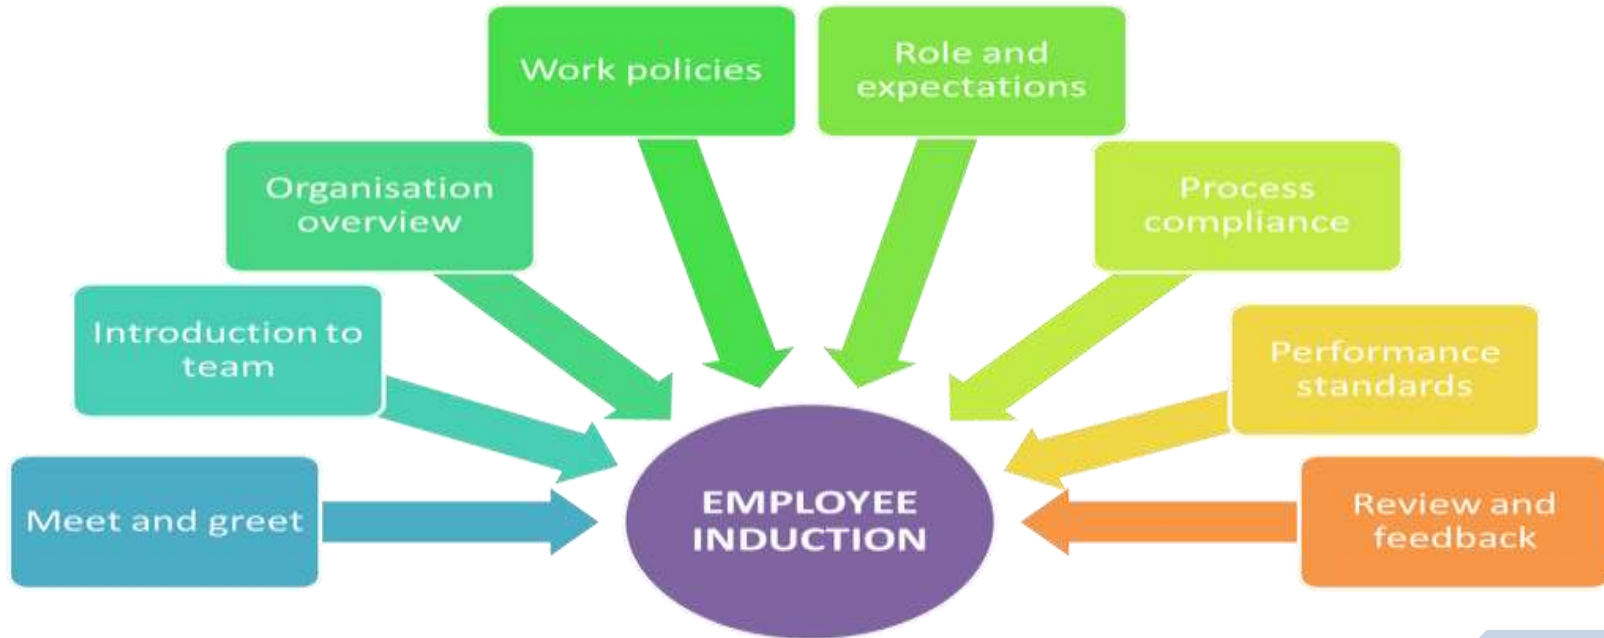 Work policies
Role and
expectations
Organisation
overview
Process
compliance
Introduction to
team
Performance
standards
Meet and greet
EMPLOYEE
INDUCTION
Review and
feedback